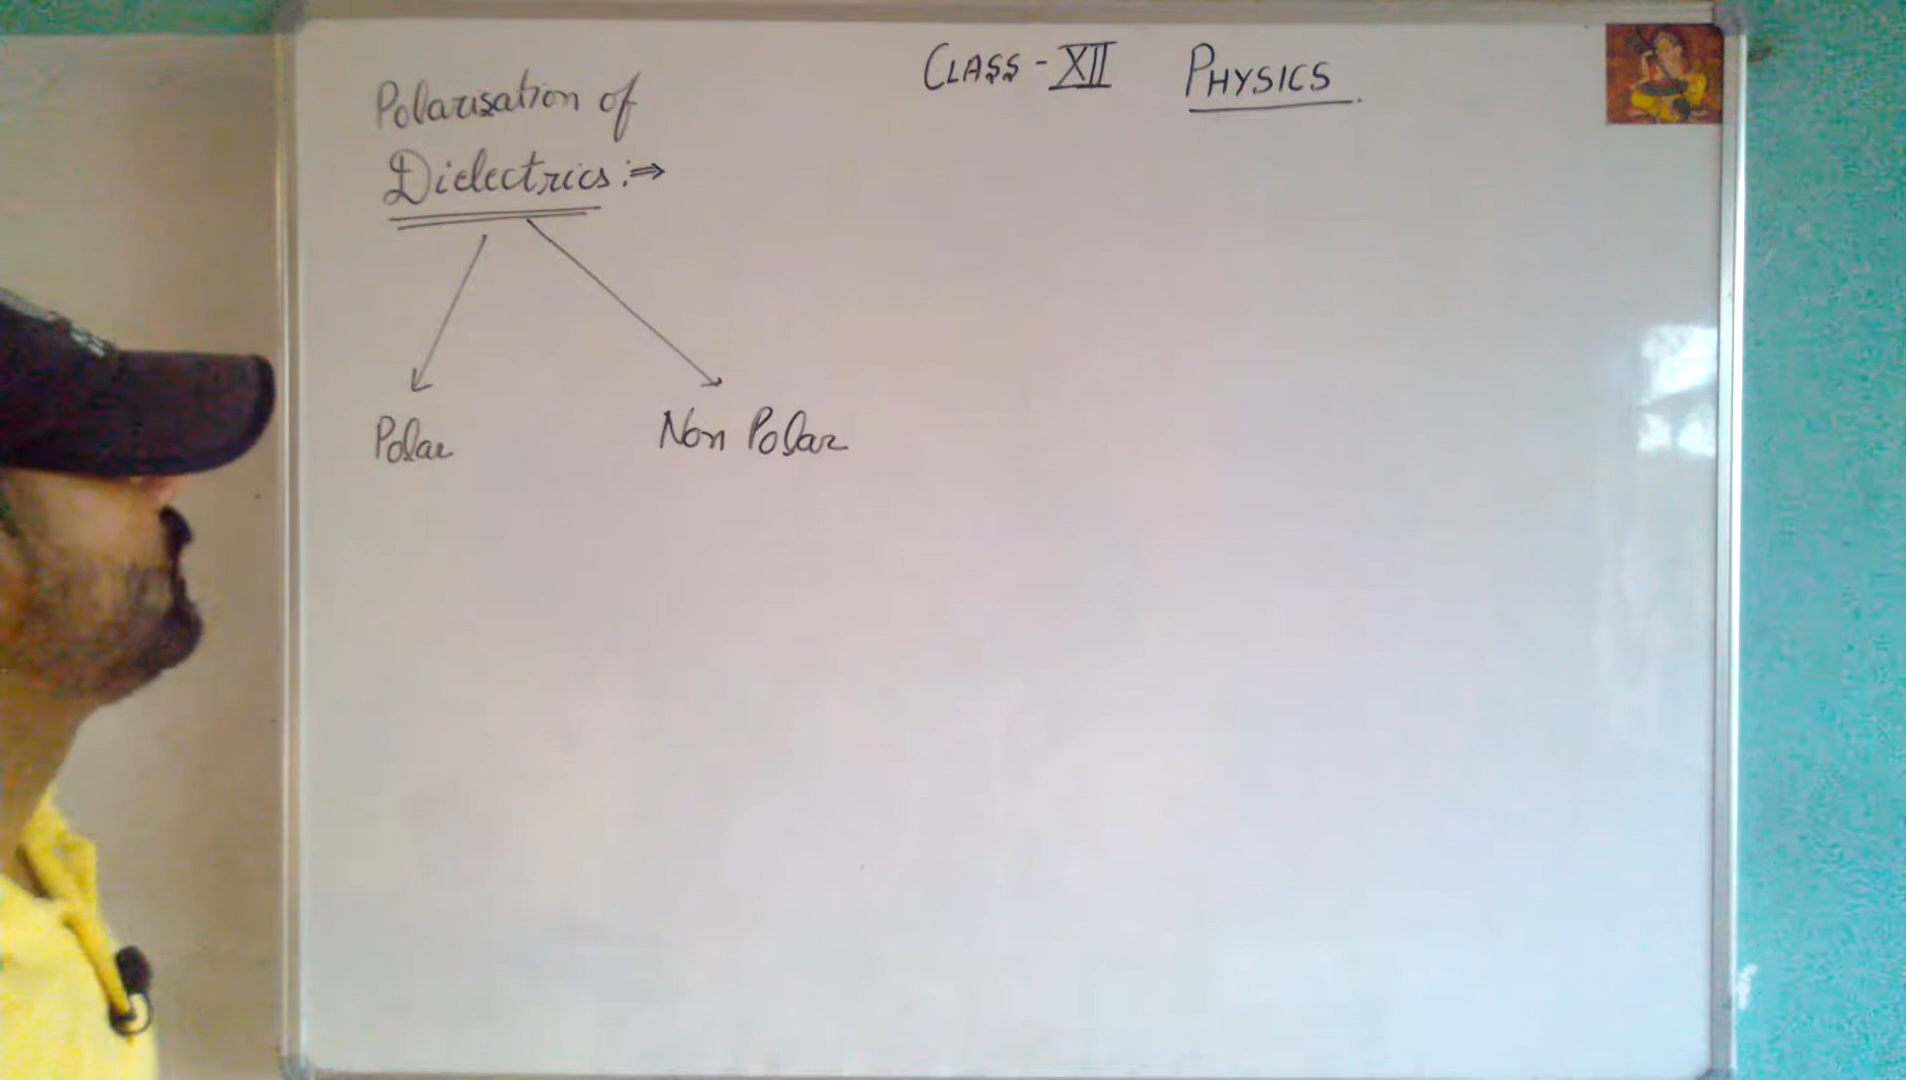 CLASS - XII PHYSICS
Polarisation of
Dielectrics :⇒
Polar
Non Polar